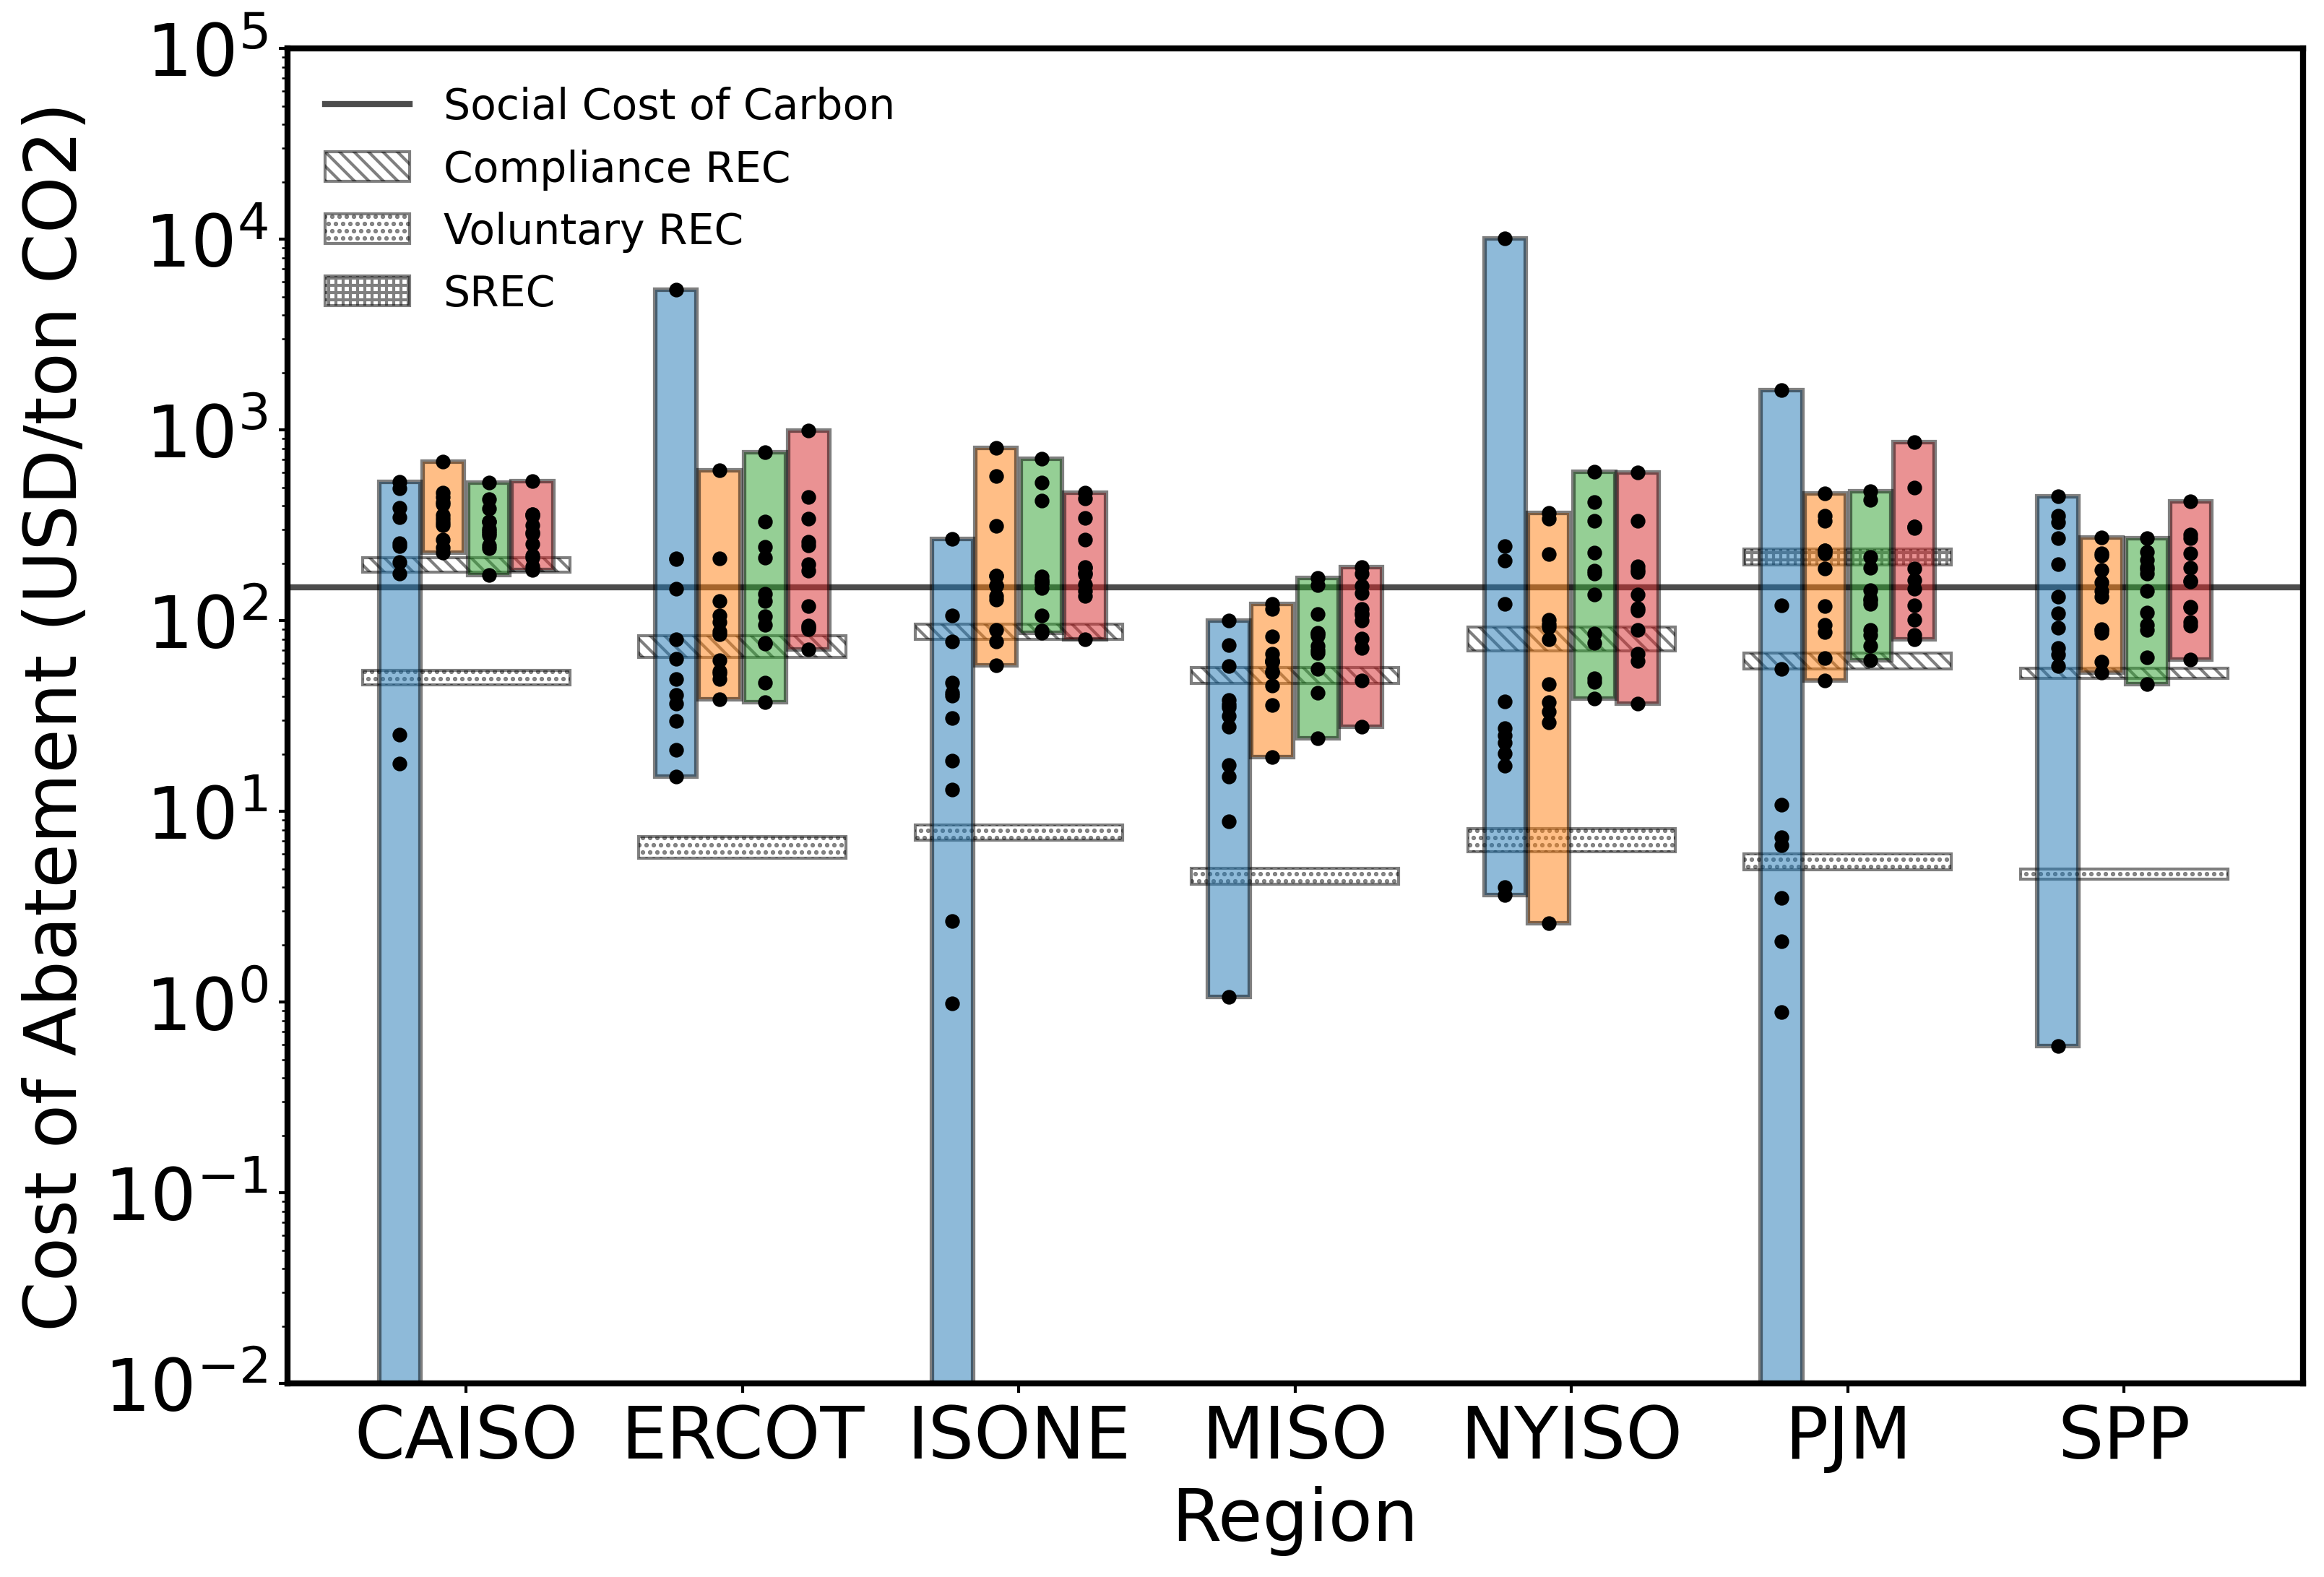 Cost of Abatement (USD/ton CO2)
10^5
10^4
10^3
10^2
10^1
10^0
10^−1
10^−2
Social Cost of Carbon
Compliance REC
Voluntary REC
SREC
CAISO ERCOT ISONE MISO NYISO PJM SPP
Region